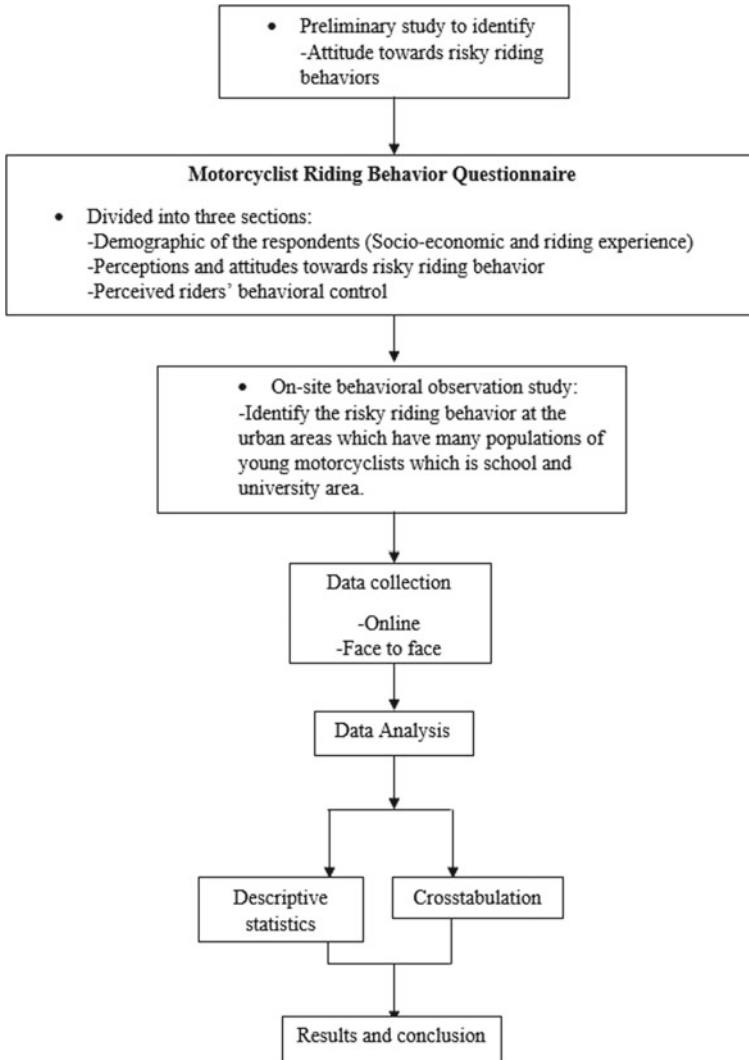 • Preliminary study to identify
-Attitude towards risky riding
behaviors
Motorcyclist Riding Behavior Questionnaire
• Divided into three sections:
-Demographic of the respondents (Socio-economic and riding experience)
-Perceptions and attitudes towards risky riding behavior
-Perceived riders’ behavioral control
• On-site behavioral observation study:
-Identify the risky riding behavior at the
urban areas which have many populations of
young motorcyclists which is school and
university area.
Data collection
-Online
-Face to face
Data Analysis
Descriptive
statistics
Crosstabulation
Results and conclusion